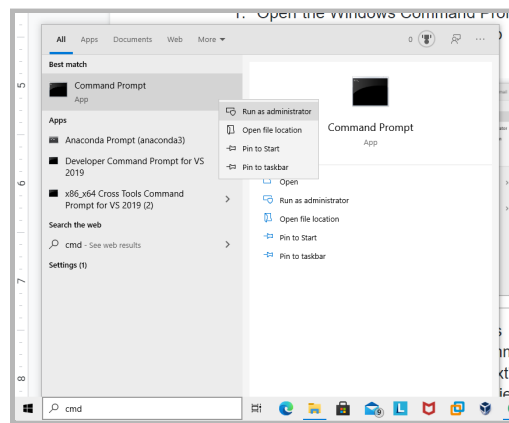 1. Open the Windows Command Pro
All Apps Documents Web More
0
Best match
Command Prompt
App
Apps
Anaconda Prompt (anaconda3)
Developer Command Prompt for VS
2019
x86_x64 Cross Tools Command
Prompt for VS 2019 (2)
Search the web
cmd - See web results
Settings (1)
Run as administrator
Open file location
Pin to Start
Pin to taskbar
Command Prompt
App
Open
Run as administrator
Open file location
Pin to Start
Pin to taskbar
5
6
7
8
cmd
9
L